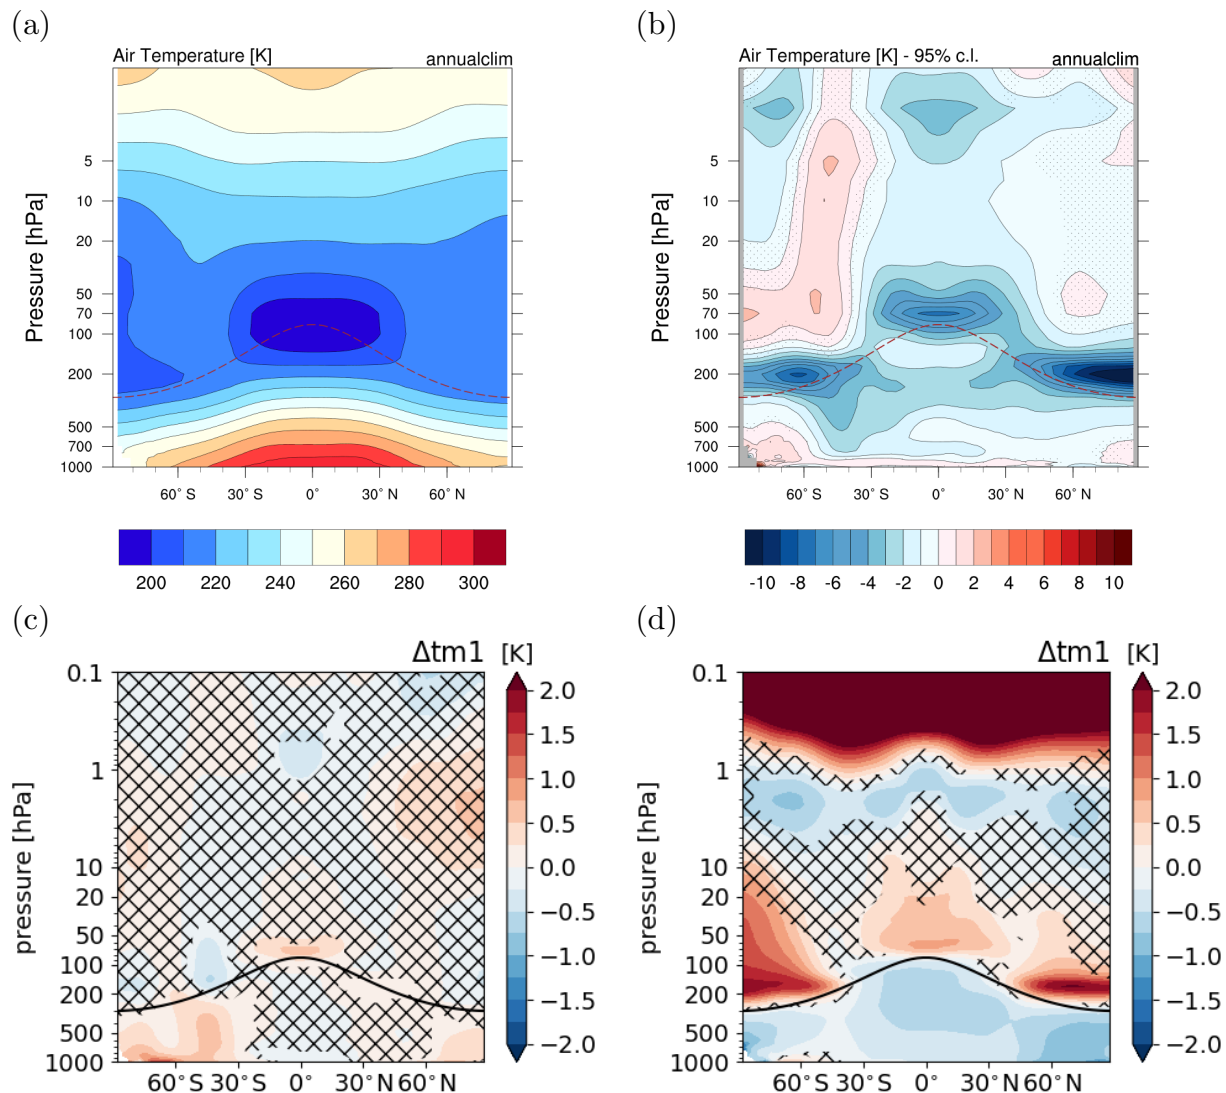 (a)
(b)
Air Temperature [K]
annualclim
Air Temperature [K] - 95% c.l.
annualclim
Pressure [hPa]
5
10
20
50
70
100
200
500
700
1000
60° S
30° S
0°
30° N
60° N
200
220
240
260
280
300
Pressure [hPa]
5
10
20
50
70
100
200
500
700
1000
60° S
30° S
0°
30° N
60° N
-10
-8
-6
-4
-2
0
2
4
6
8
10
(c)
(d)
Δtm1
[K]
pressure [hPa]
0.1
1
10
20
50
100
200
500
1000
60°S
30°S
0°
30°N
60°N
2.0
1.5
1.0
0.5
0.0
−0.5
−1.0
−1.5
−2.0
Δtm1
[K]
pressure [hPa]
0.1
1
10
20
50
100
200
500
1000
60°S
30°S
0°
30°N
60°N
2.0
1.5
1.0
0.5
0.0
−0.5
−1.0
−1.5
−2.0